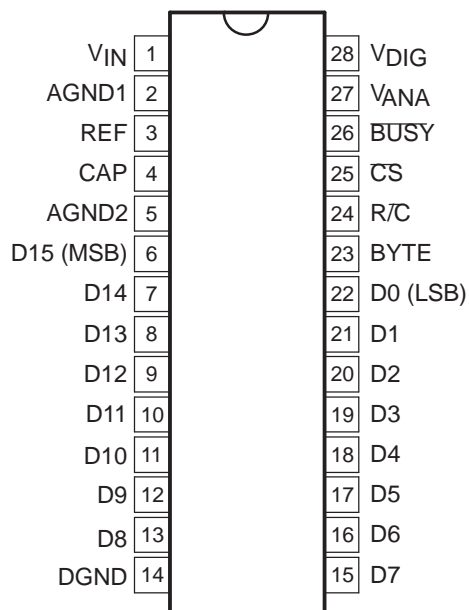 VIN 1 28 VDIG
AGND1 2 27 VANA
REF 3 26 B̅U̅S̅Y̅
CAP 4 25 C̅S̅
AGND2 5 24 R/C̅
D15 (MSB) 6 23 BYTE
D14 7 22 D0 (LSB)
D13 8 21 D1
D12 9 20 D2
D11 10 19 D3
D10 11 18 D4
D9 12 17 D5
D8 13 16 D6
DGND 14 15 D7